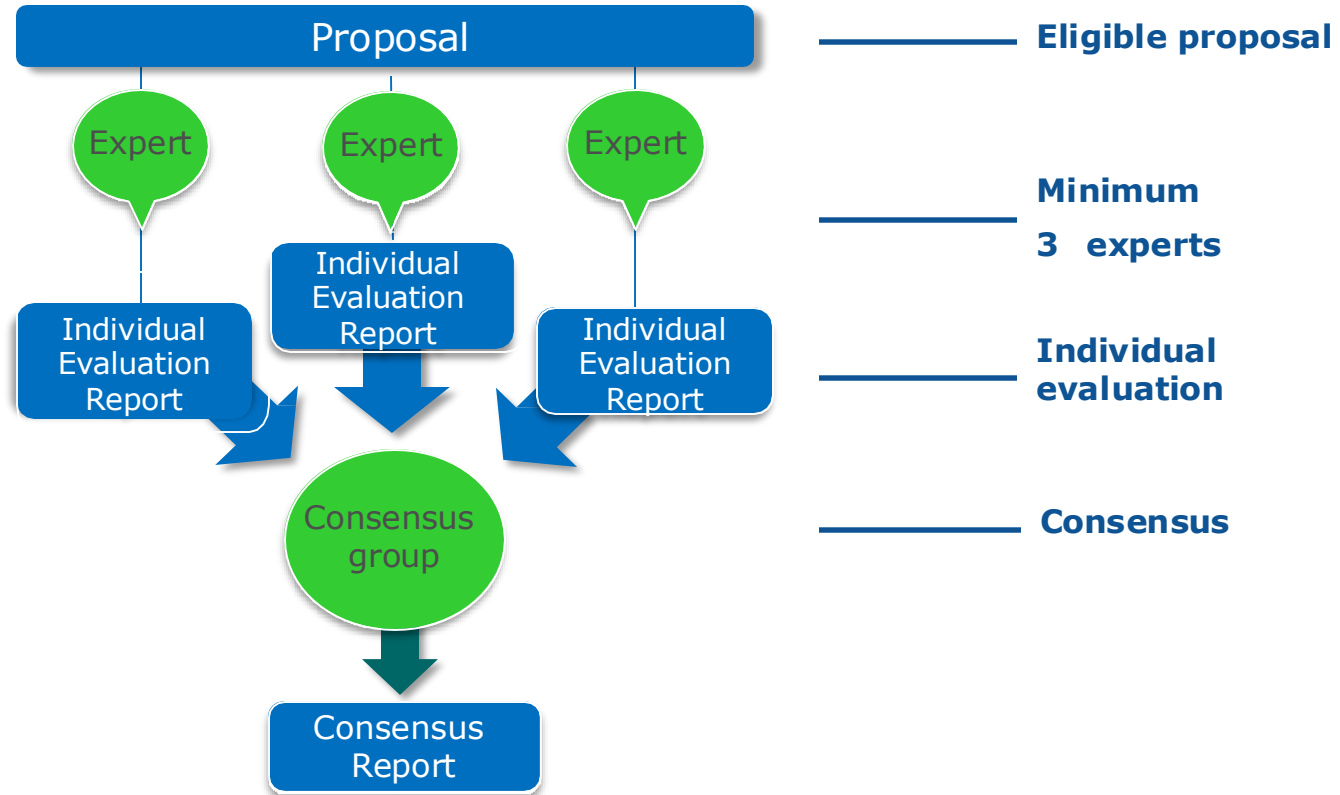 Proposal
Eligible proposal
Expert
Expert
Expert
Minimum
3 experts
Individual
Evaluation
Report
Individual
Evaluation
Report
Individual
Evaluation
Report
Individual
evaluation
Consensus
group
Consensus
Consensus
Report